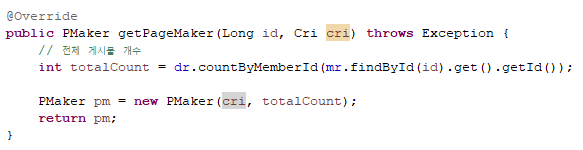 @Override
public PMaker getPageMaker(Long id, Cri cri) throws Exception {
// 전체 게시물 개수
int totalCount = dr.countByMemberId(mr.findById(id).get().getId());
PMaker pm = new PMaker(cri, totalCount);
return pm;
}